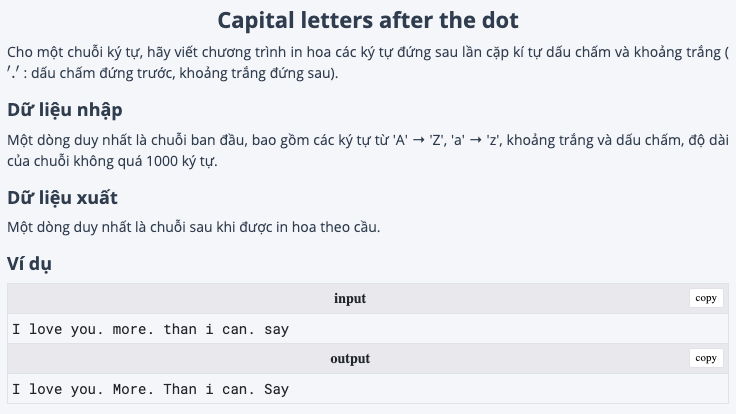 Capital letters after the dot
Cho một chuỗi ký tự, hãy viết chương trình in hoa các ký tự đứng sau lần cặp kí tự dấu chấm và khoảng trắng (
'.' : dấu chấm đứng trước, khoảng trắng đứng sau).
Dữ liệu nhập
Một dòng duy nhất là chuỗi ban đầu, bao gồm các ký tự từ 'A' → 'Z', 'a' → 'z', khoảng trắng và dấu chấm, độ dài
của chuỗi không quá 1000 ký tự.
Dữ liệu xuất
Một dòng duy nhất là chuỗi sau khi được in hoa theo cầu.
Ví dụ
input copy
I love you. more. than i can. say
output copy
I love you. More. Than i can. Say